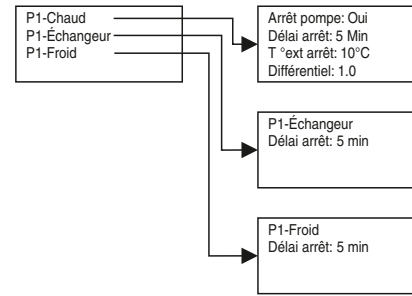 P1-Chaud
P1-Échangeur
P1-Froid
Arrêt pompe: Oui
Délai arrêt: 5 Min
T °ext arrêt: 10°C
Différentiel: 1.0
P1-Échangeur
Délai arrêt: 5 min
P1-Froid
Délai arrêt: 5 min